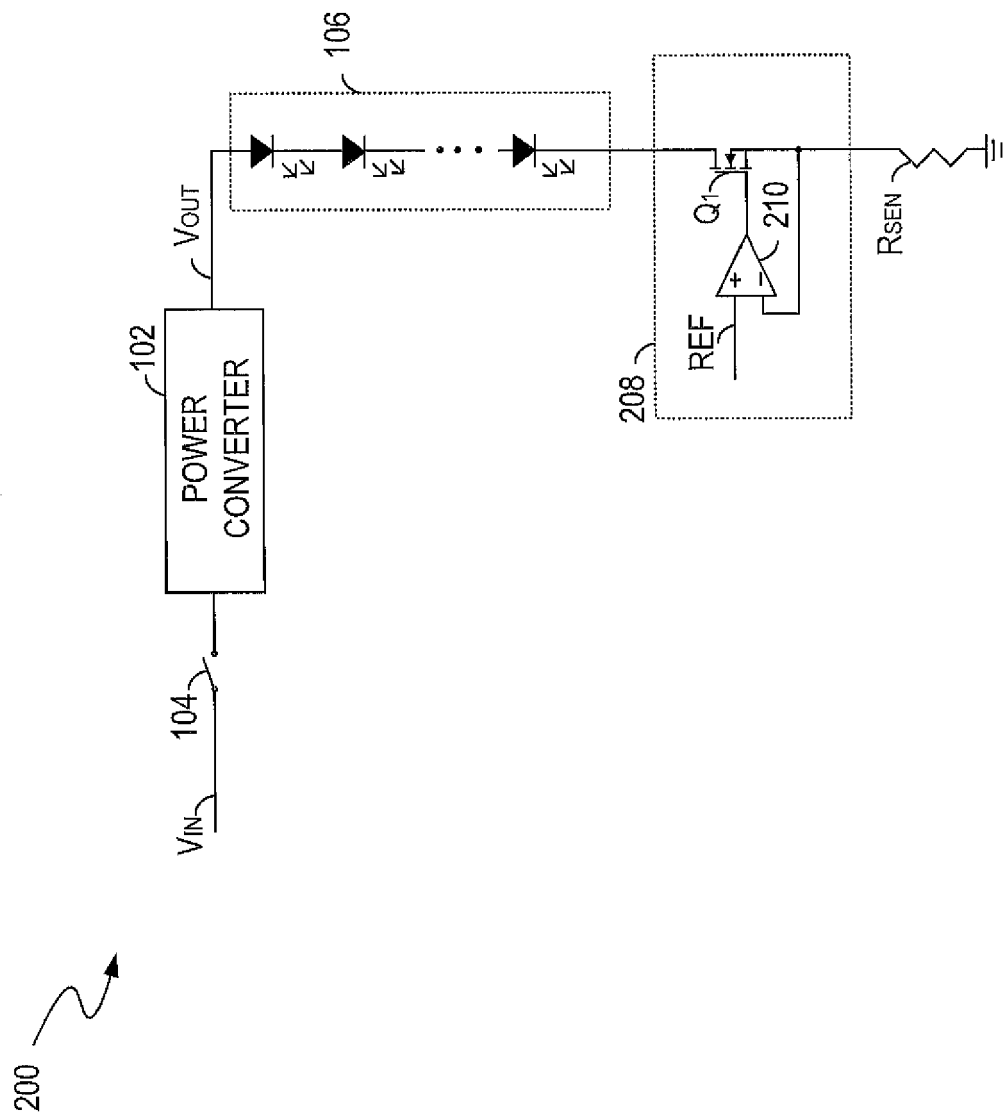 200
VIN
104
102
POWER
CONVERTER
VOUT
106
208
REF
+
−
210
Q1
RSEN